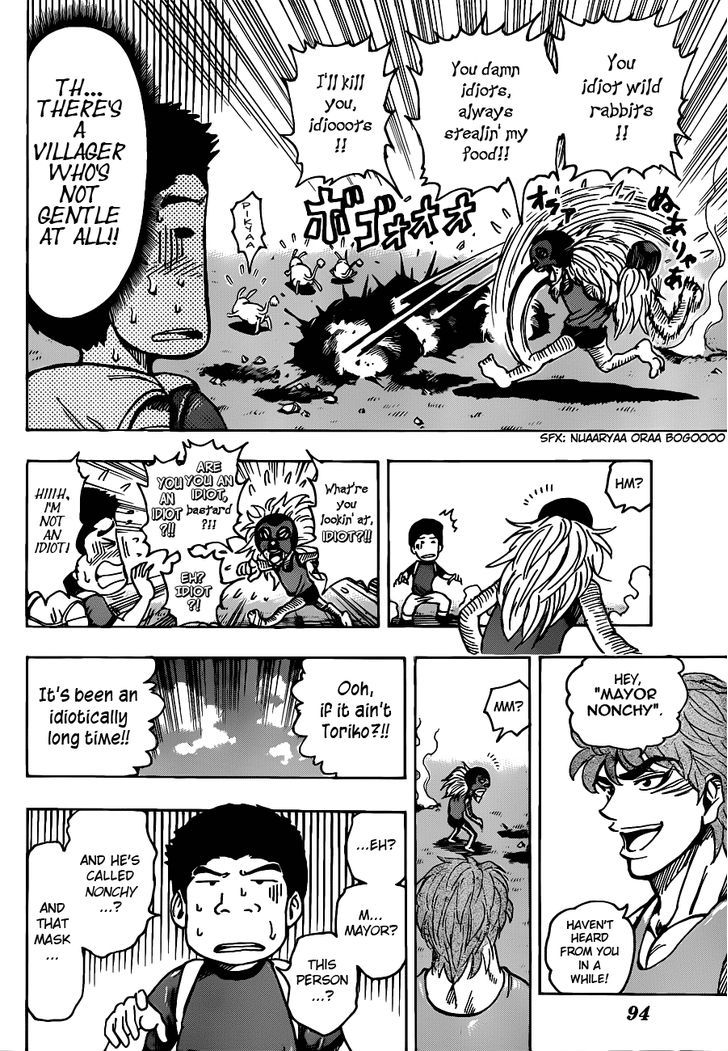 You
idiot wild
rabbits
!!
You damn
idiots,
always
stealin' my
food!!
I'll kill
you,
idiooots
!!
ぬありゃあ
オラァ
ボゴォォォ
PIKYAA
TH...
THERE'S
A
VILLAGER
WHO'S
NOT
GENTLE
AT ALL!!
SFX: NUAARYAA ORAA BOGOOOO
HM?
What're
you
lookin' at,
IDIOT?!!
ARE
YOU AN
IDIOT,
bastard
?!!
YOU
AN
IDIOT
?!!
EH?
IDIOT
?!
HIIIH,
I'M
NOT
AN
IDIOT!
HEY,
"MAYOR
NONCHY".
HAVEN'T
HEARD
FROM YOU
IN A
WHILE!
MM?
Ooh,
if it ain't
Toriko?!!
It's been an
idiotically
long time!!
...EH?
M...
MAYOR?
THIS
PERSON
...?
AND HE'S
CALLED
NONCHY
...?
AND
THAT
MASK
...
94